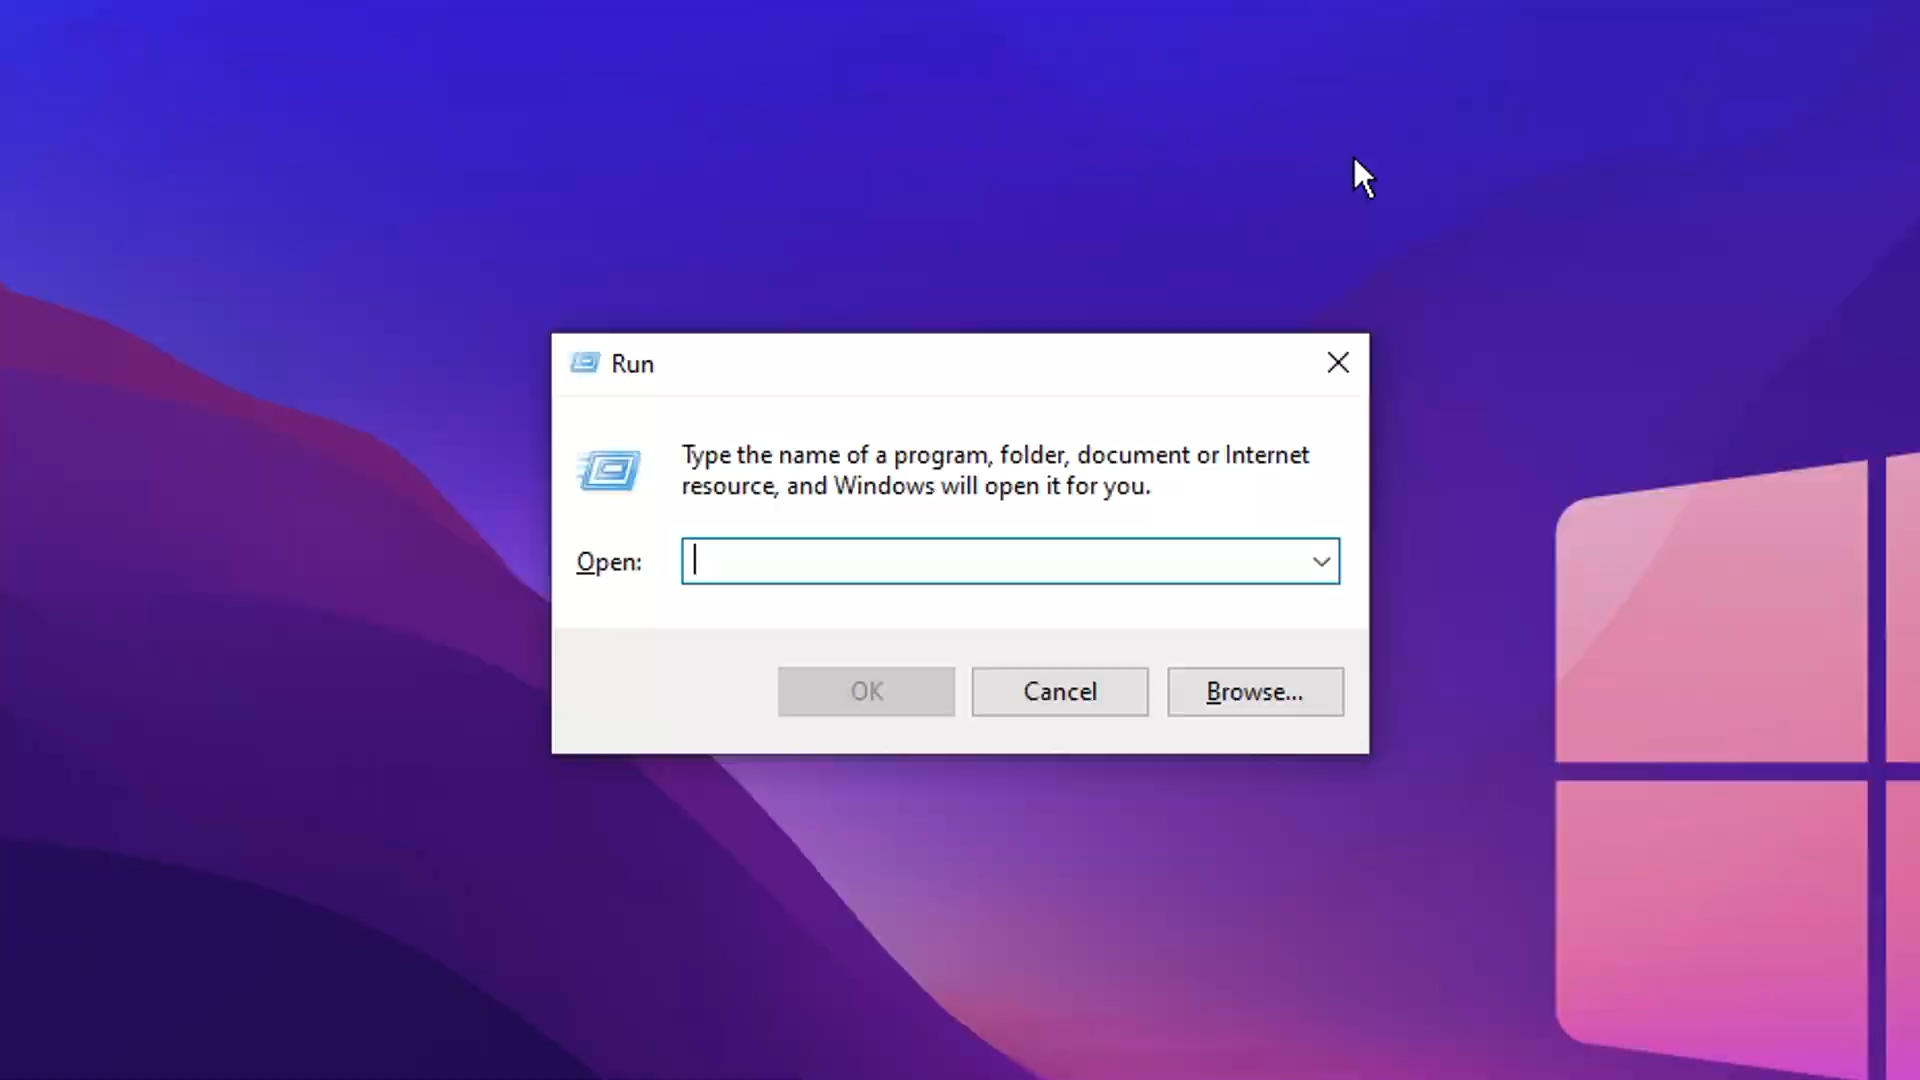 Run
Type the name of a program, folder, document or Internet
resource, and Windows will open it for you.
Open:
OK
Cancel
Browse...